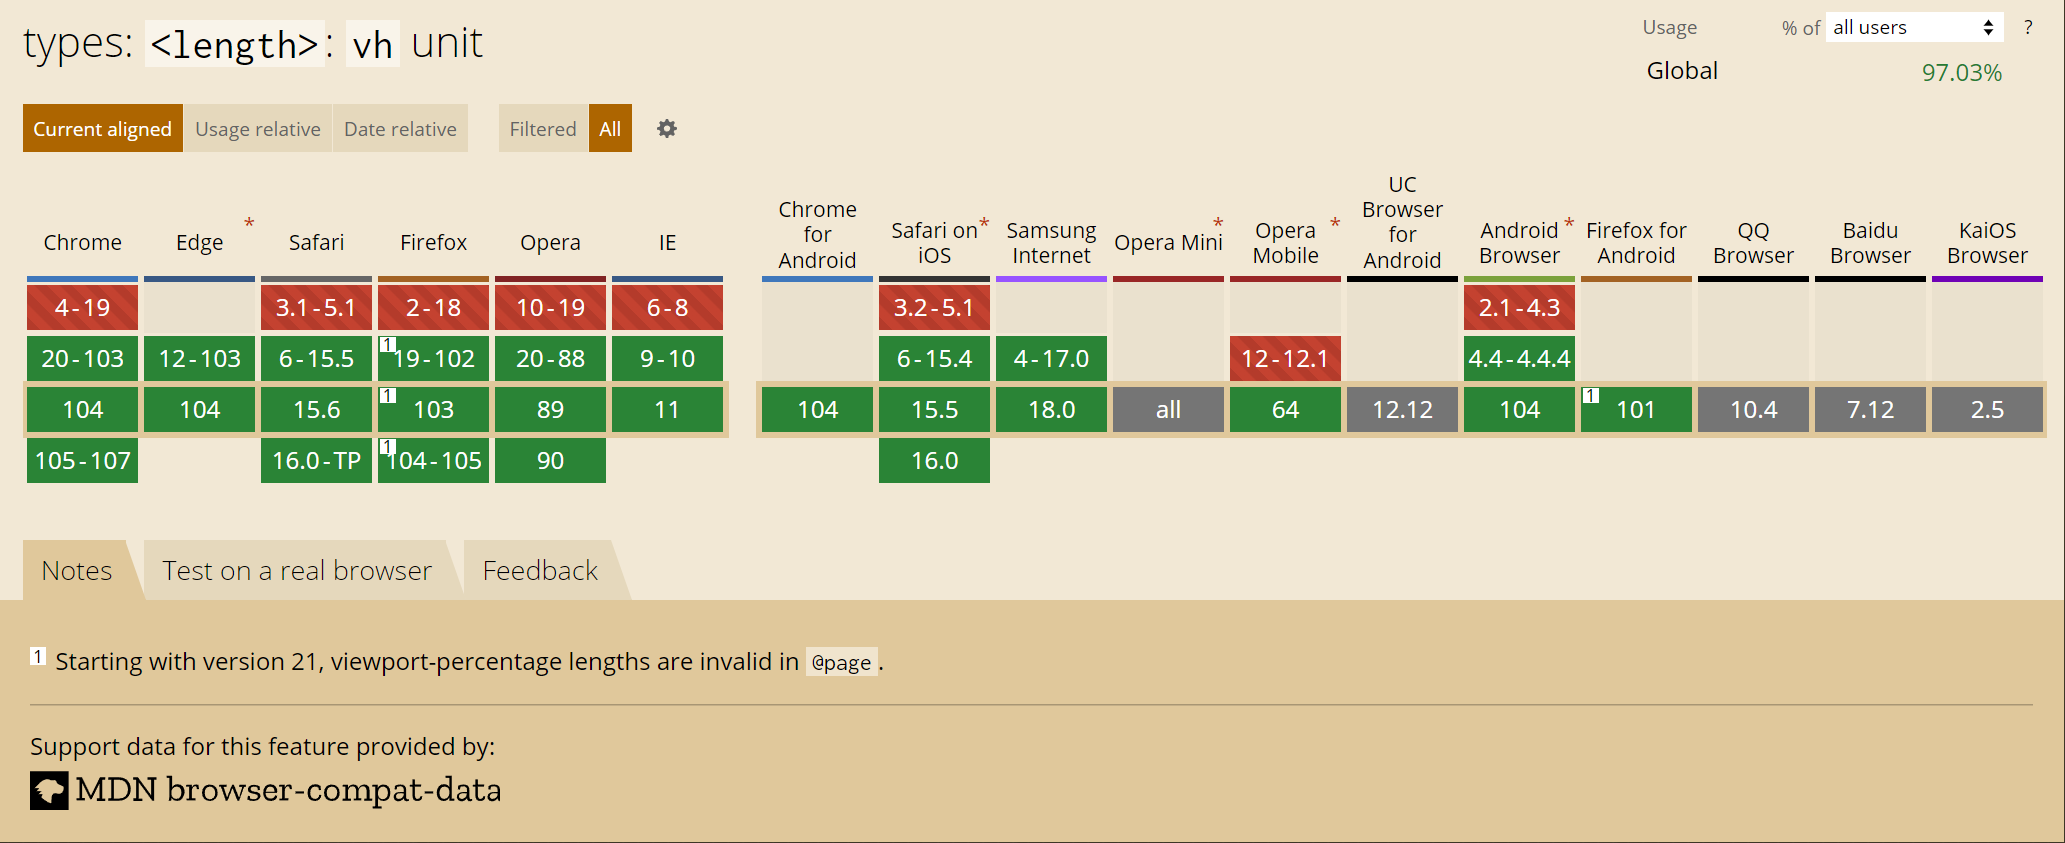 types: <length>: vh unit
Usage % of all users ?
Global 97.03%
Current aligned Usage relative Date relative Filtered All
Chrome Edge * Safari Firefox Opera IE
Chrome for Android Safari on iOS * Samsung Internet Opera Mini * Opera Mobile * UC Browser for Android Android Browser * Firefox for Android QQ Browser Baidu Browser KaiOS Browser
4-19 3.1-5.1 2-18 10-19 6-8 3.2-5.1 2.1-4.3
20-103 12-103 6-15.5 1 19-102 20-88 9-10 6-15.4 4-17.0 12-12.1 4.4-4.4.4
104 104 15.6 1 103 89 11 104 15.5 18.0 all 64 12.12 104 1 101 10.4 7.12 2.5
105-107 16.0-TP 1 104-105 90 16.0
Notes Test on a real browser Feedback
1 Starting with version 21, viewport-percentage lengths are invalid in @page.
Support data for this feature provided by:
MDN browser-compat-data